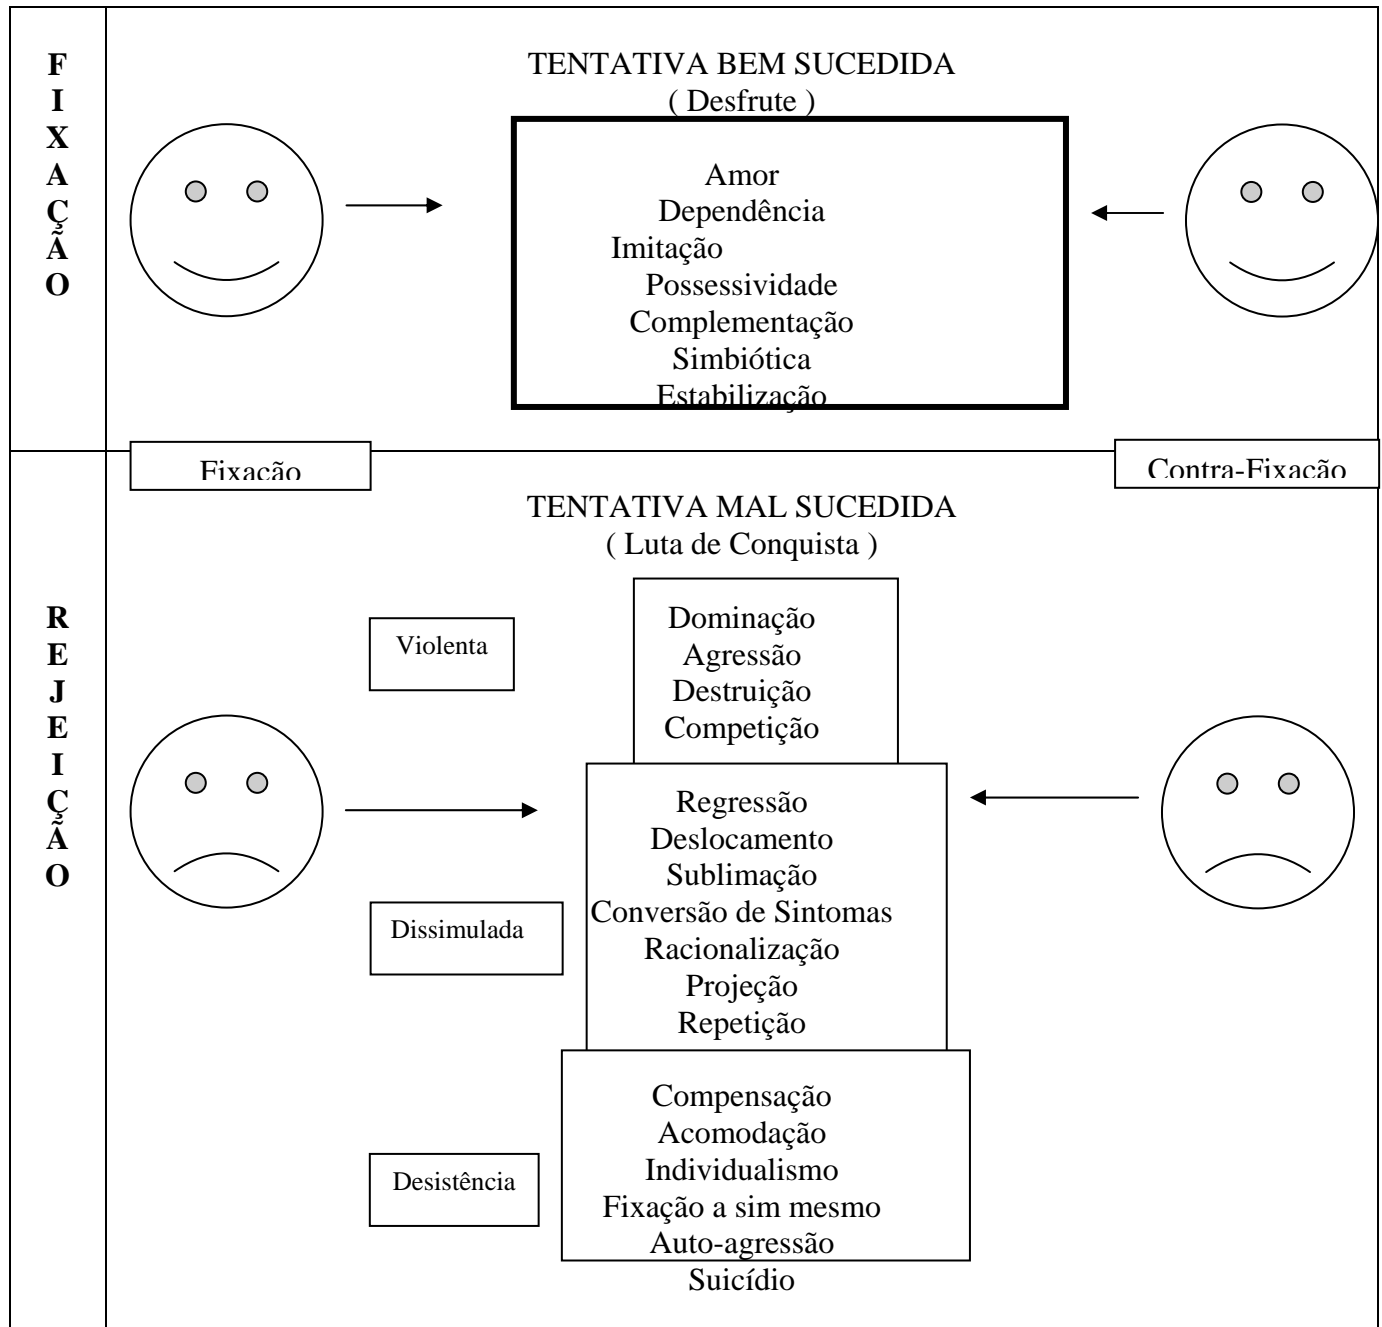 F
I
X
A
Ç
Ã
O
TENTATIVA BEM SUCEDIDA
( Desfrute )
Amor
Dependência
Imitação
Possessividade
Complementação
Simbiótica
Estabilização
Fixação
Contra-Fixação
R
E
J
E
I
Ç
Ã
O
TENTATIVA MAL SUCEDIDA
( Luta de Conquista )
Violenta
Dominação
Agressão
Destruição
Competição
Dissimulada
Regressão
Deslocamento
Sublimação
Conversão de Sintomas
Racionalização
Projeção
Repetição
Desistência
Compensação
Acomodação
Individualismo
Fixação a sim mesmo
Auto-agressão
Suicídio